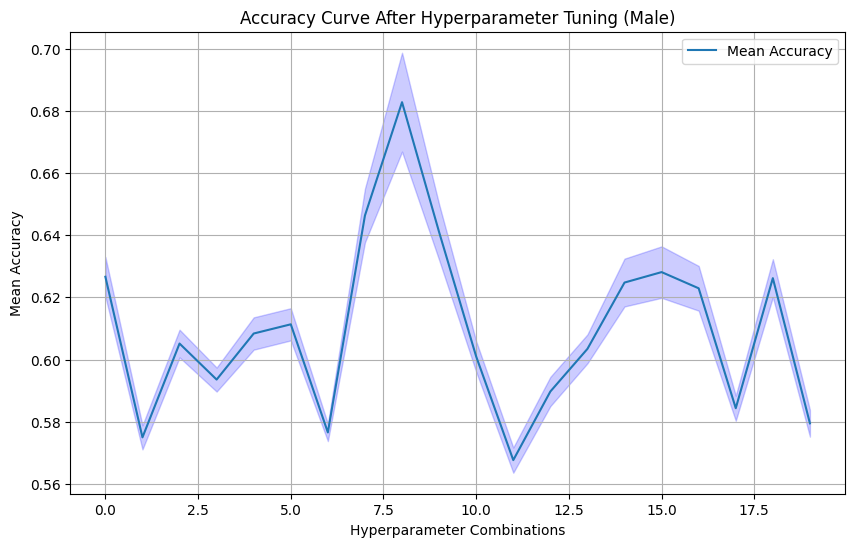 Accuracy Curve After Hyperparameter Tuning (Male)
Mean Accuracy
0.70
0.68
0.66
0.64
0.62
0.60
0.58
0.56
Mean Accuracy
0.0 2.5 5.0 7.5 10.0 12.5 15.0 17.5
Hyperparameter Combinations